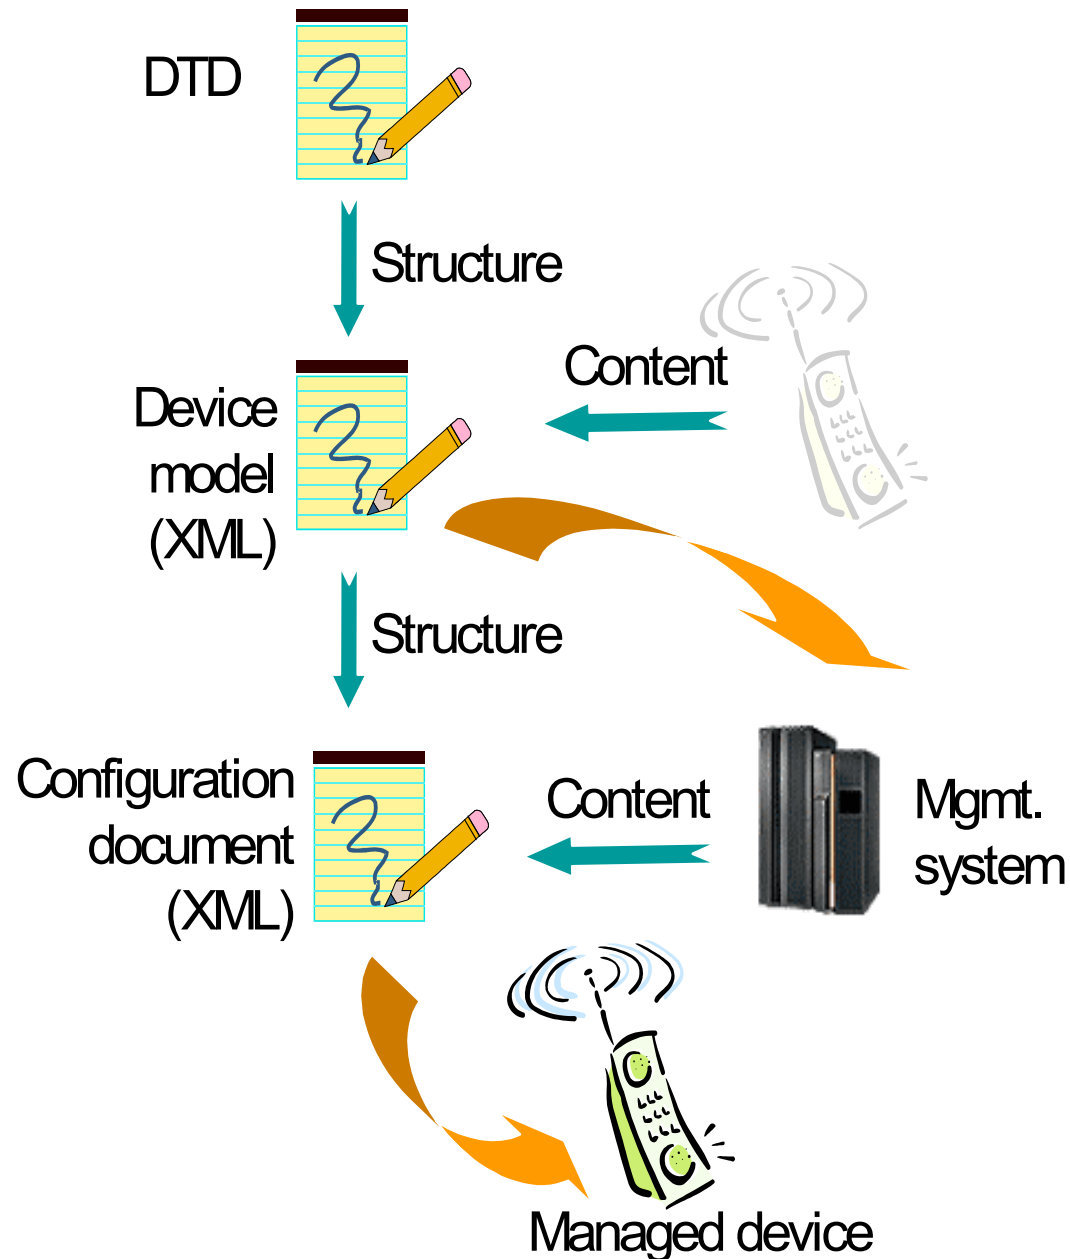 DTD
Structure
Content
Device
model
(XML)
Structure
Configuration
document
(XML)
Content
Mgmt.
system
Managed device